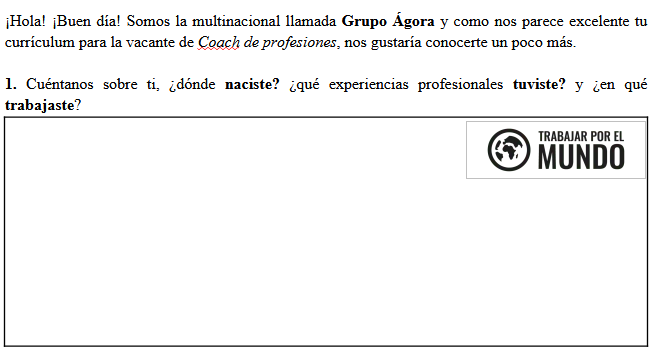 ¡Hola! ¡Buen día! Somos la multinacional llamada Grupo Ágora y como nos parece excelente tu
currículum para la vacante de Coach de profesiones, nos gustaría conocerte un poco más.
1. Cuéntanos sobre ti, ¿dónde naciste? ¿qué experiencias profesionales tuviste? y ¿en qué
trabajaste?
TRABAJAR POR EL
MUNDO